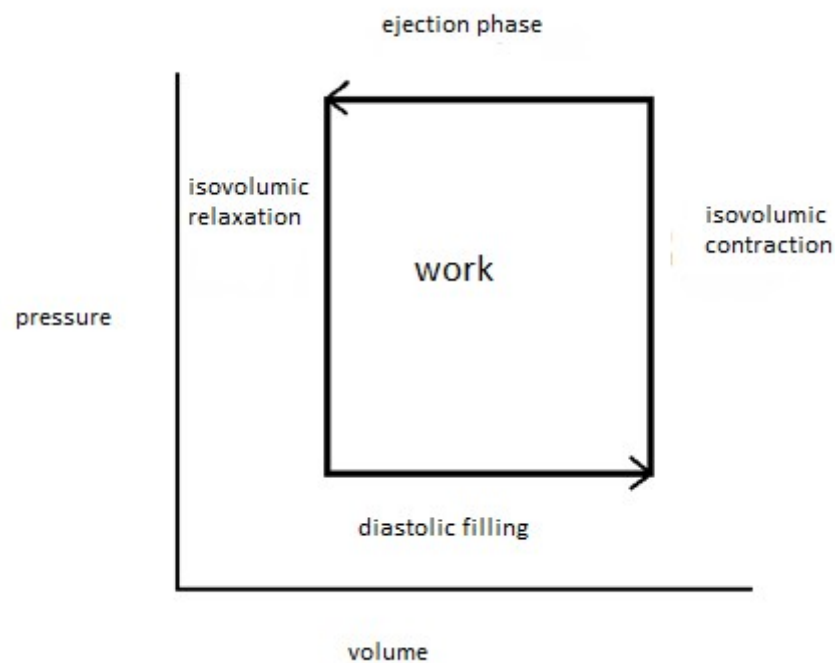 ejection phase
isovolumic
relaxation
isovolumic
contraction
work
pressure
diastolic filling
volume